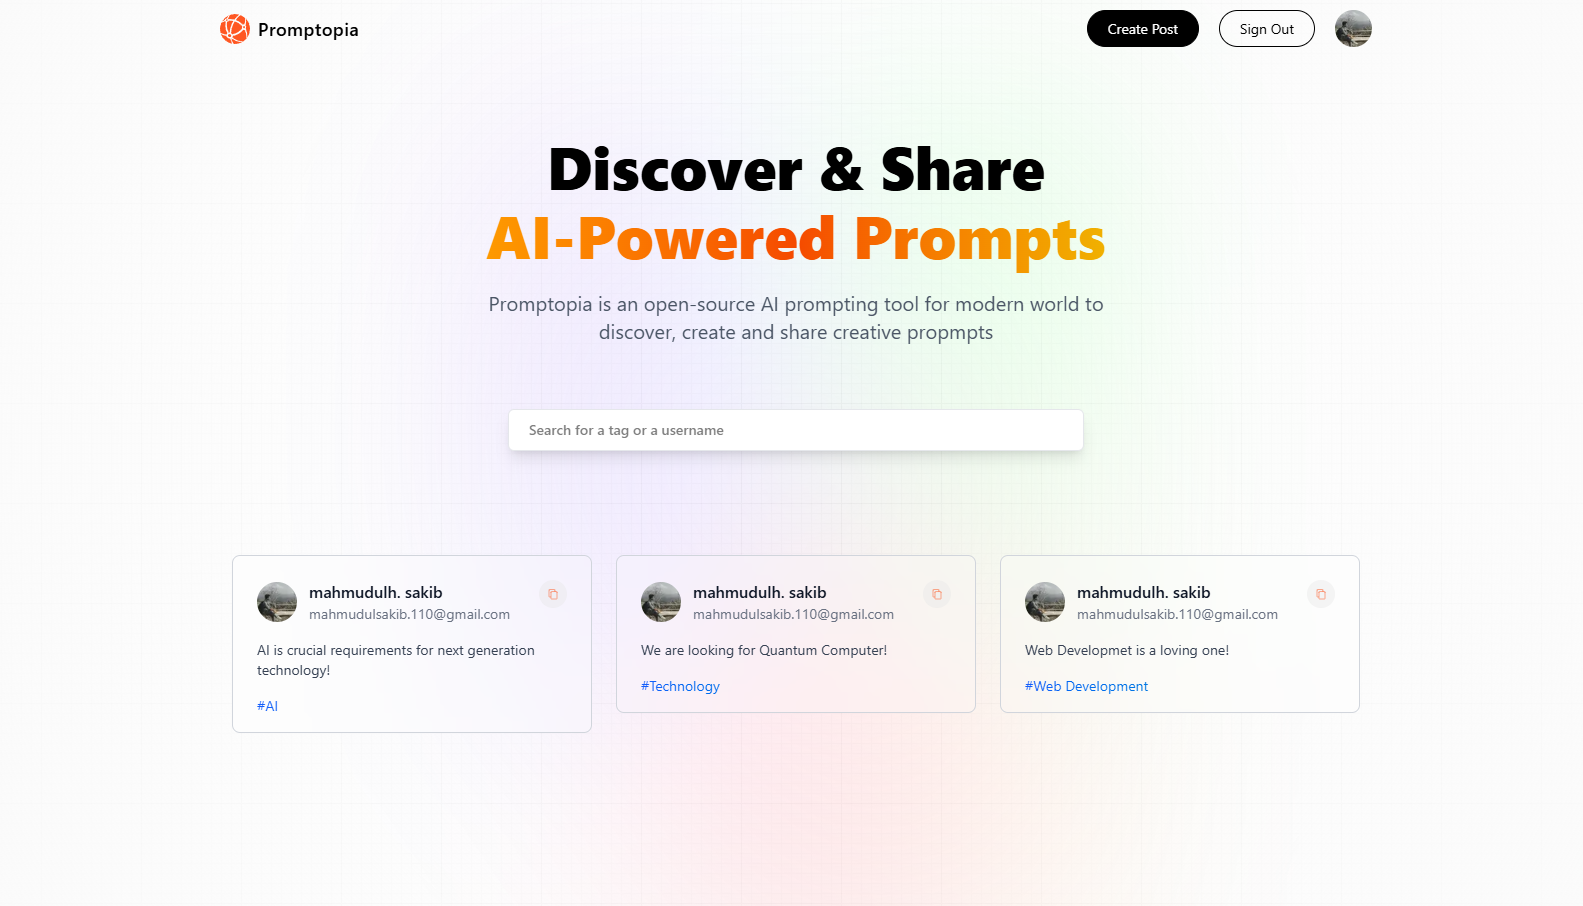 Promptopia
Create Post
Sign Out
Discover & Share
AI-Powered Prompts
Promptopia is an open-source AI prompting tool for modern world to
discover, create and share creative propmpts
Search for a tag or a username
mahmudulh. sakib
mahmudulsakib.110@gmail.com
AI is crucial requirements for next generation
technology!
#AI
mahmudulh. sakib
mahmudulsakib.110@gmail.com
We are looking for Quantum Computer!
#Technology
mahmudulh. sakib
mahmudulsakib.110@gmail.com
Web Developmet is a loving one!
#Web Development